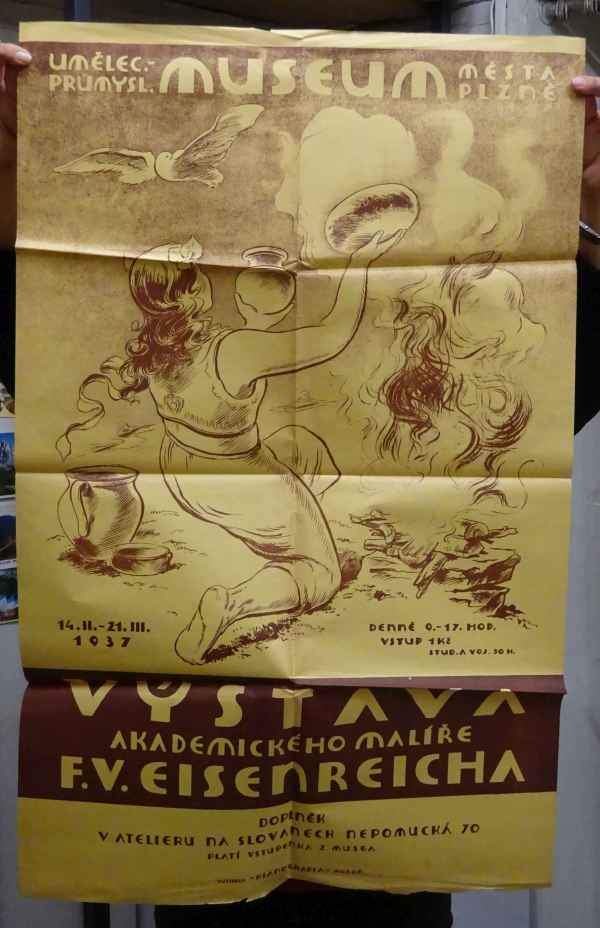 UMĚLEC.-
PRŮMYSL.
MUSEUM
MĚSTA
PLZNĚ
14.II.-21.III.
1937
DENNĚ 9.-17. HOD.
VSTUP 1 Kč
STUD. A VOJ. 50 H.
VÝSTAVA
AKADEMICKÉHO MALÍŘE
F.V. EISENREICHA
DOPLNĚK
V ATELIERU NA SLOVANECH NEPOMUCKÁ 70
PLATÍ VSTUPENKA Z MUSEA